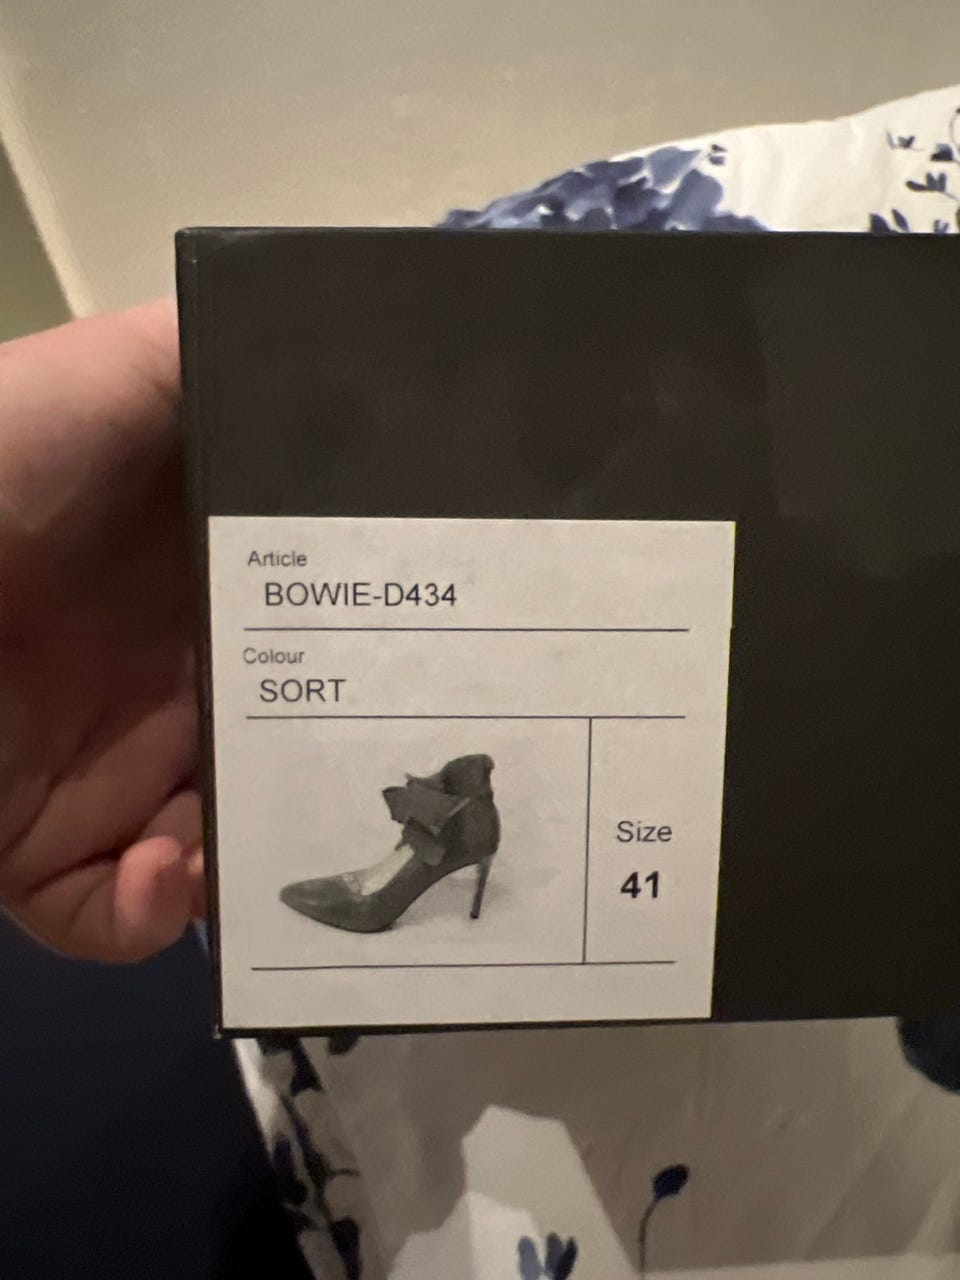 Article
BOWIE-D434
Colour
SORT
Size
41